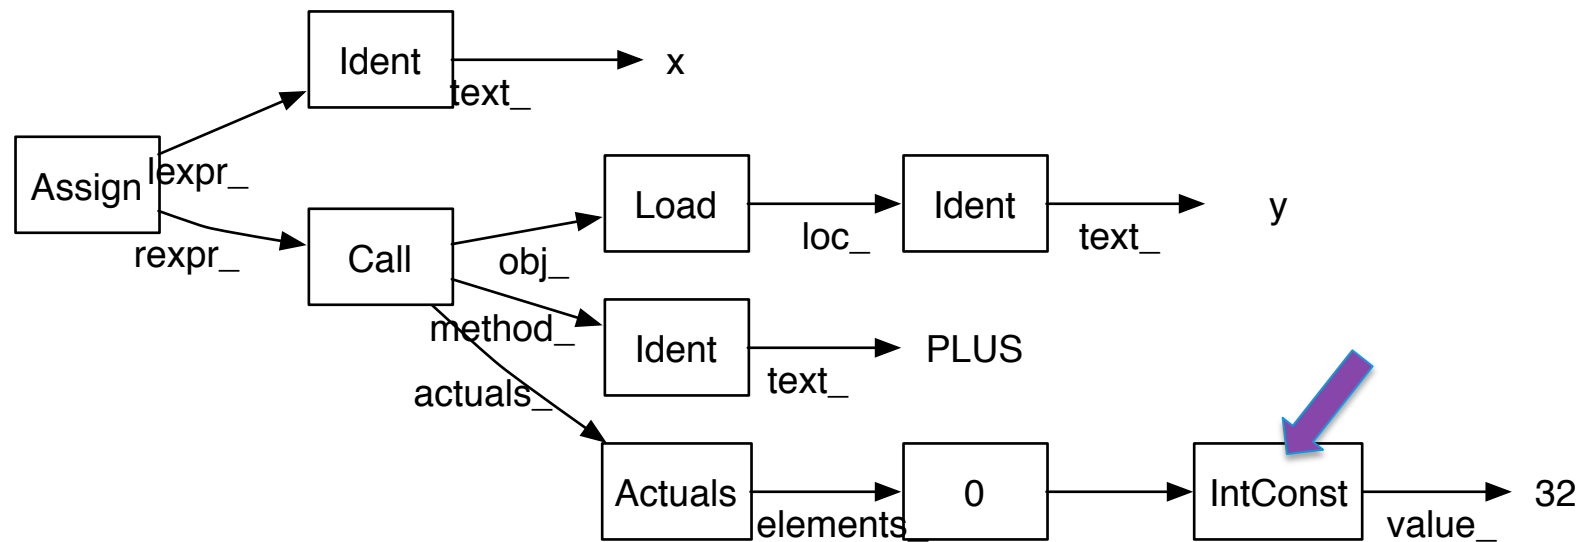 Ident
text_
x
Assign
lexpr_
rexpr_
Call
obj_
Load
loc_
Ident
text_
y
method_
Ident
text_
PLUS
actuals_
Actuals
elements_
0
IntConst
value_
32